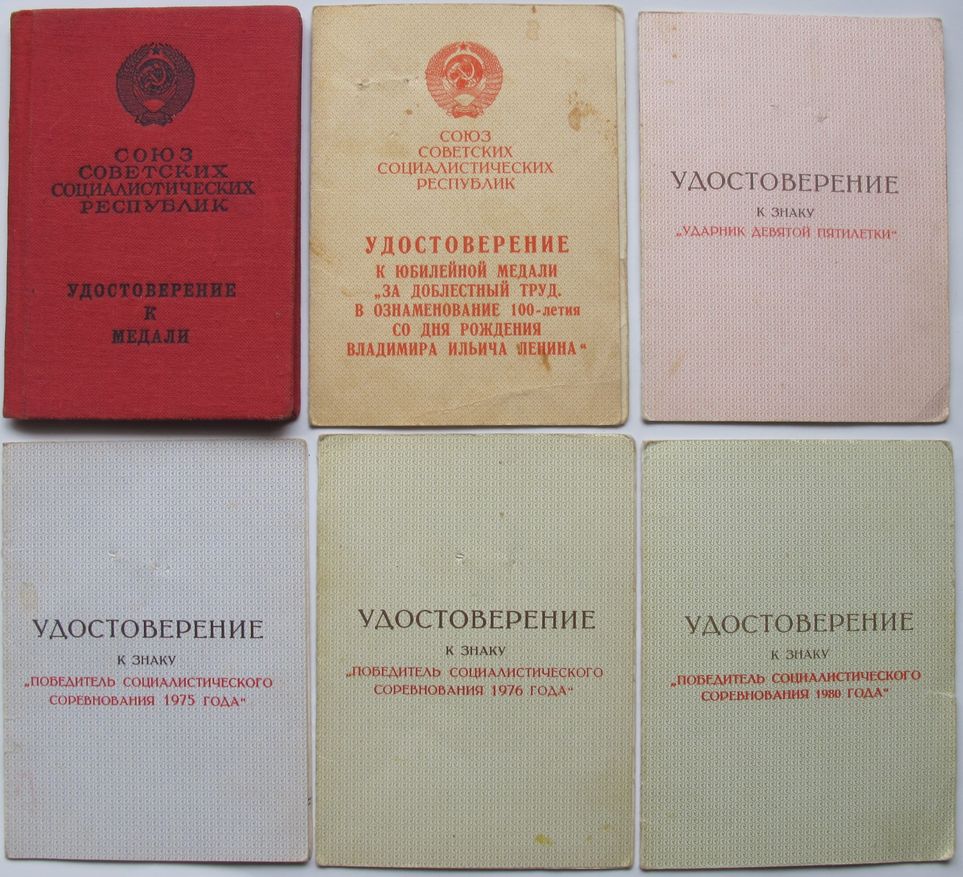 СОЮЗ
СОВЕТСКИХ
СОЦИАЛИСТИЧЕСКИХ
РЕСПУБЛИК
УДОСТОВЕРЕНИЕ
К
МЕДАЛИ
СОЮЗ
СОВЕТСКИХ
СОЦИАЛИСТИЧЕСКИХ
РЕСПУБЛИК
УДОСТОВЕРЕНИЕ
К ЮБИЛЕЙНОЙ МЕДАЛИ
„ЗА ДОБЛЕСТНЫЙ ТРУД.
В ОЗНАМЕНОВАНИЕ 100-летия
СО ДНЯ РОЖДЕНИЯ
ВЛАДИМИРА ИЛЬИЧА ЛЕНИНА“
УДОСТОВЕРЕНИЕ
К ЗНАКУ
„УДАРНИК ДЕВЯТОЙ ПЯТИЛЕТКИ“
УДОСТОВЕРЕНИЕ
К ЗНАКУ
„ПОБЕДИТЕЛЬ СОЦИАЛИСТИЧЕСКОГО
СОРЕВНОВАНИЯ 1975 ГОДА“
УДОСТОВЕРЕНИЕ
К ЗНАКУ
„ПОБЕДИТЕЛЬ СОЦИАЛИСТИЧЕСКОГО
СОРЕВНОВАНИЯ 1976 ГОДА“
УДОСТОВЕРЕНИЕ
К ЗНАКУ
„ПОБЕДИТЕЛЬ СОЦИАЛИСТИЧЕСКОГО
СОРЕВНОВАНИЯ 1980 ГОДА“